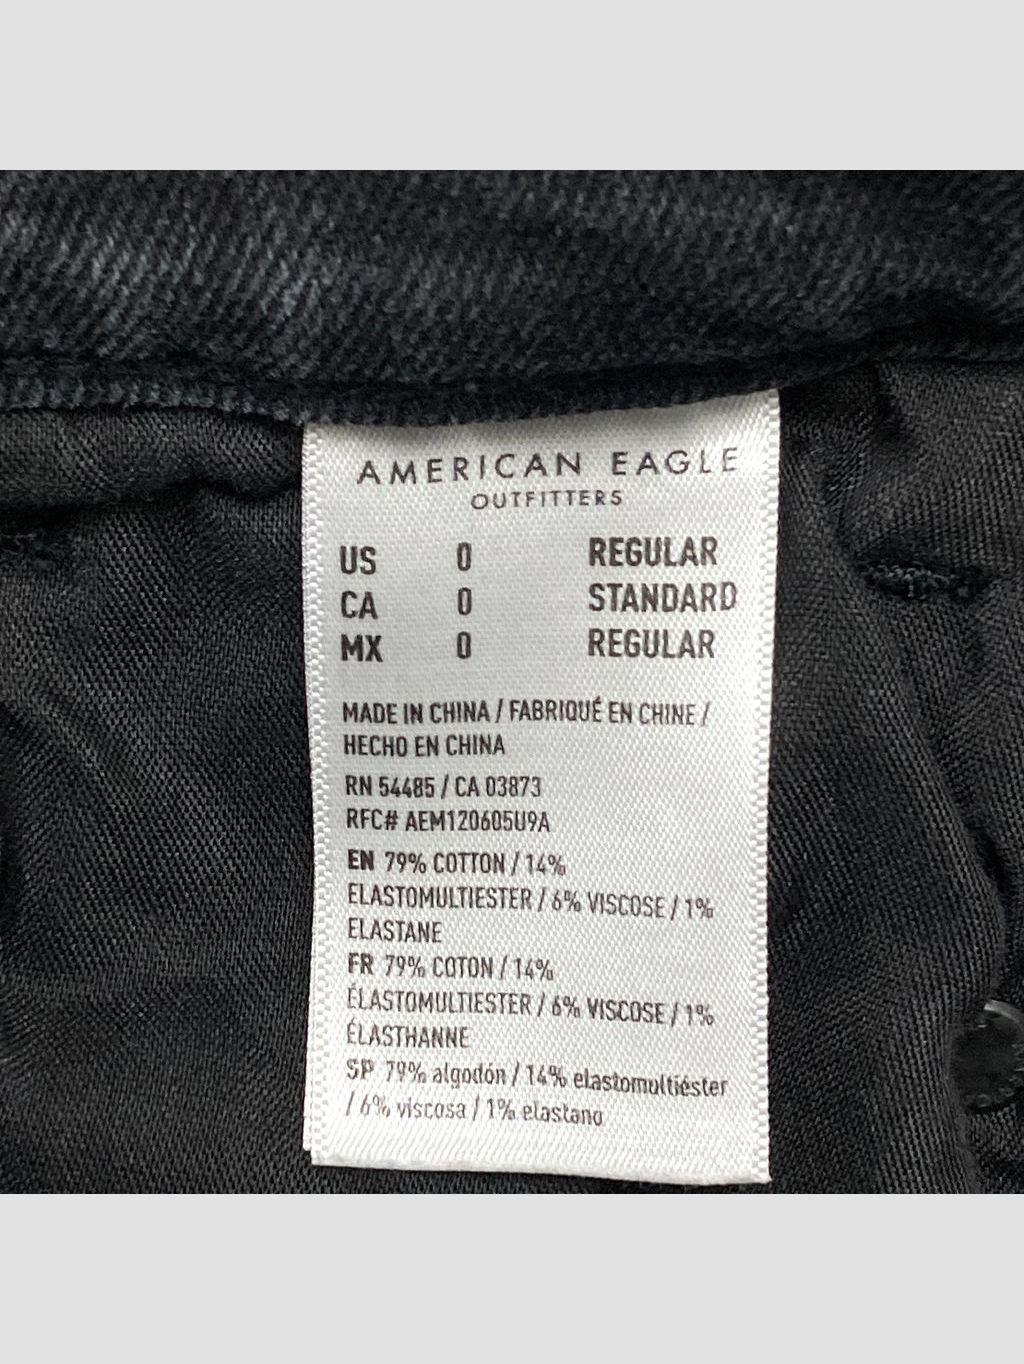 AMERICAN EAGLE
OUTFITTERS
US 0 REGULAR
CA 0 STANDARD
MX 0 REGULAR
MADE IN CHINA / FABRIQUÉ EN CHINE /
HECHO EN CHINA
RN 54485 / CA 03873
RFC# AEM120605U9A
EN 79% COTTON / 14%
ELASTOMULTIESTER / 6% VISCOSE / 1%
ELASTANE
FR 79% COTON / 14%
ÉLASTOMULTIESTER / 6% VISCOSE / 1%
ÉLASTHANNE
SP 79% algodón / 14% elastomultiéster
/ 6% viscosa / 1% elastano